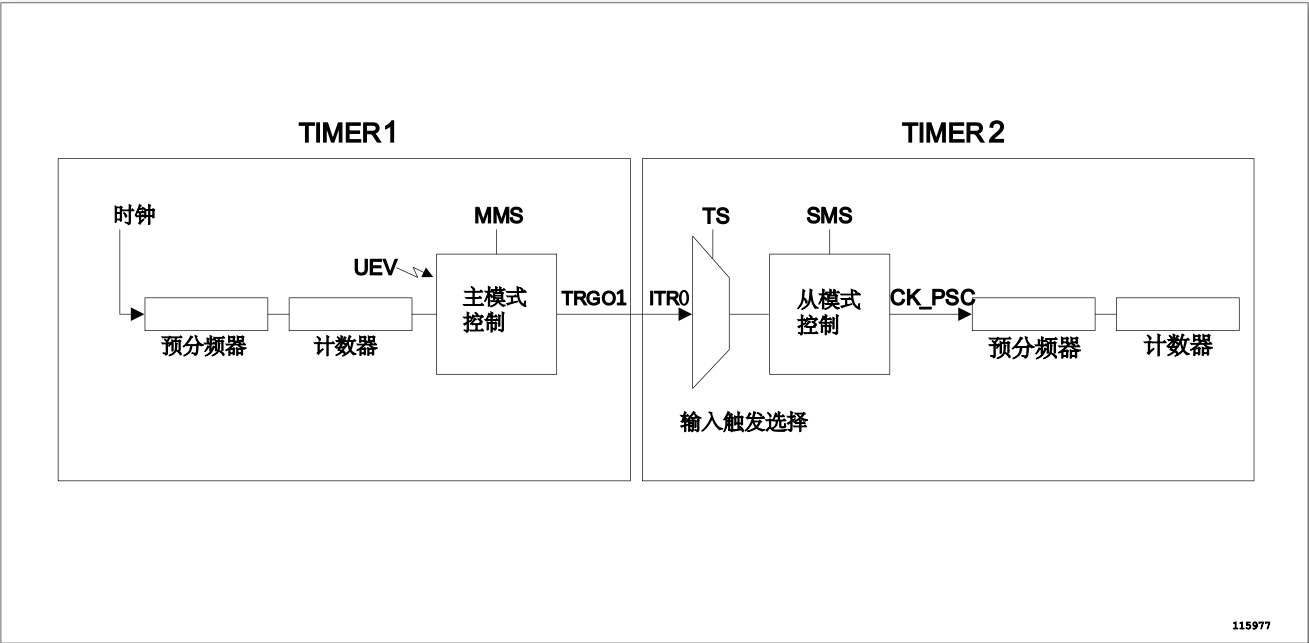 TIMER1
TIMER2
时钟
MMS
TS
SMS
UEV
主模式
控制
TRGO1
ITR0
从模式
控制
CK_PSC
预分频器
计数器
预分频器
计数器
输入触发选择
115977